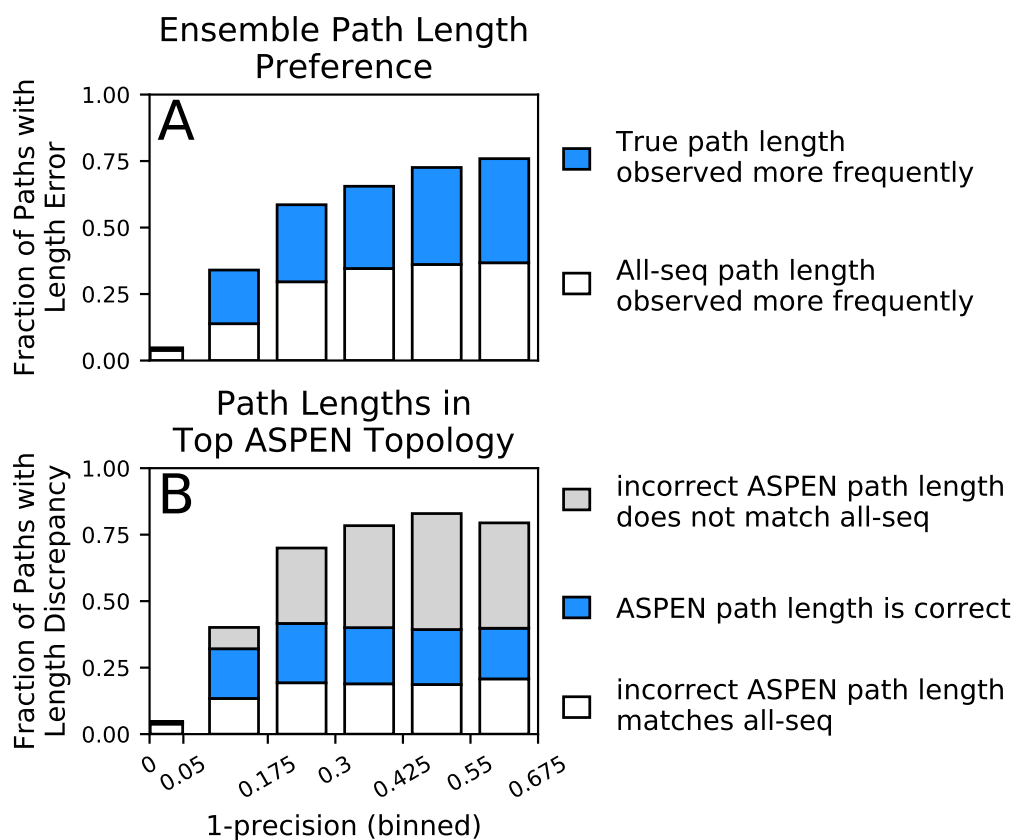 Ensemble Path Length
Preference
A
Fraction of Paths with
Length Error
1.00
0.75
0.50
0.25
0.00
True path length
observed more frequently
All-seq path length
observed more frequently
Path Lengths in
Top ASPEN Topology
B
Fraction of Paths with
Length Discrepancy
1.00
0.75
0.50
0.25
0.00
incorrect ASPEN path length
does not match all-seq
ASPEN path length is correct
incorrect ASPEN path length
matches all-seq
0 0.05 0.175 0.3 0.425 0.55 0.675
1-precision (binned)